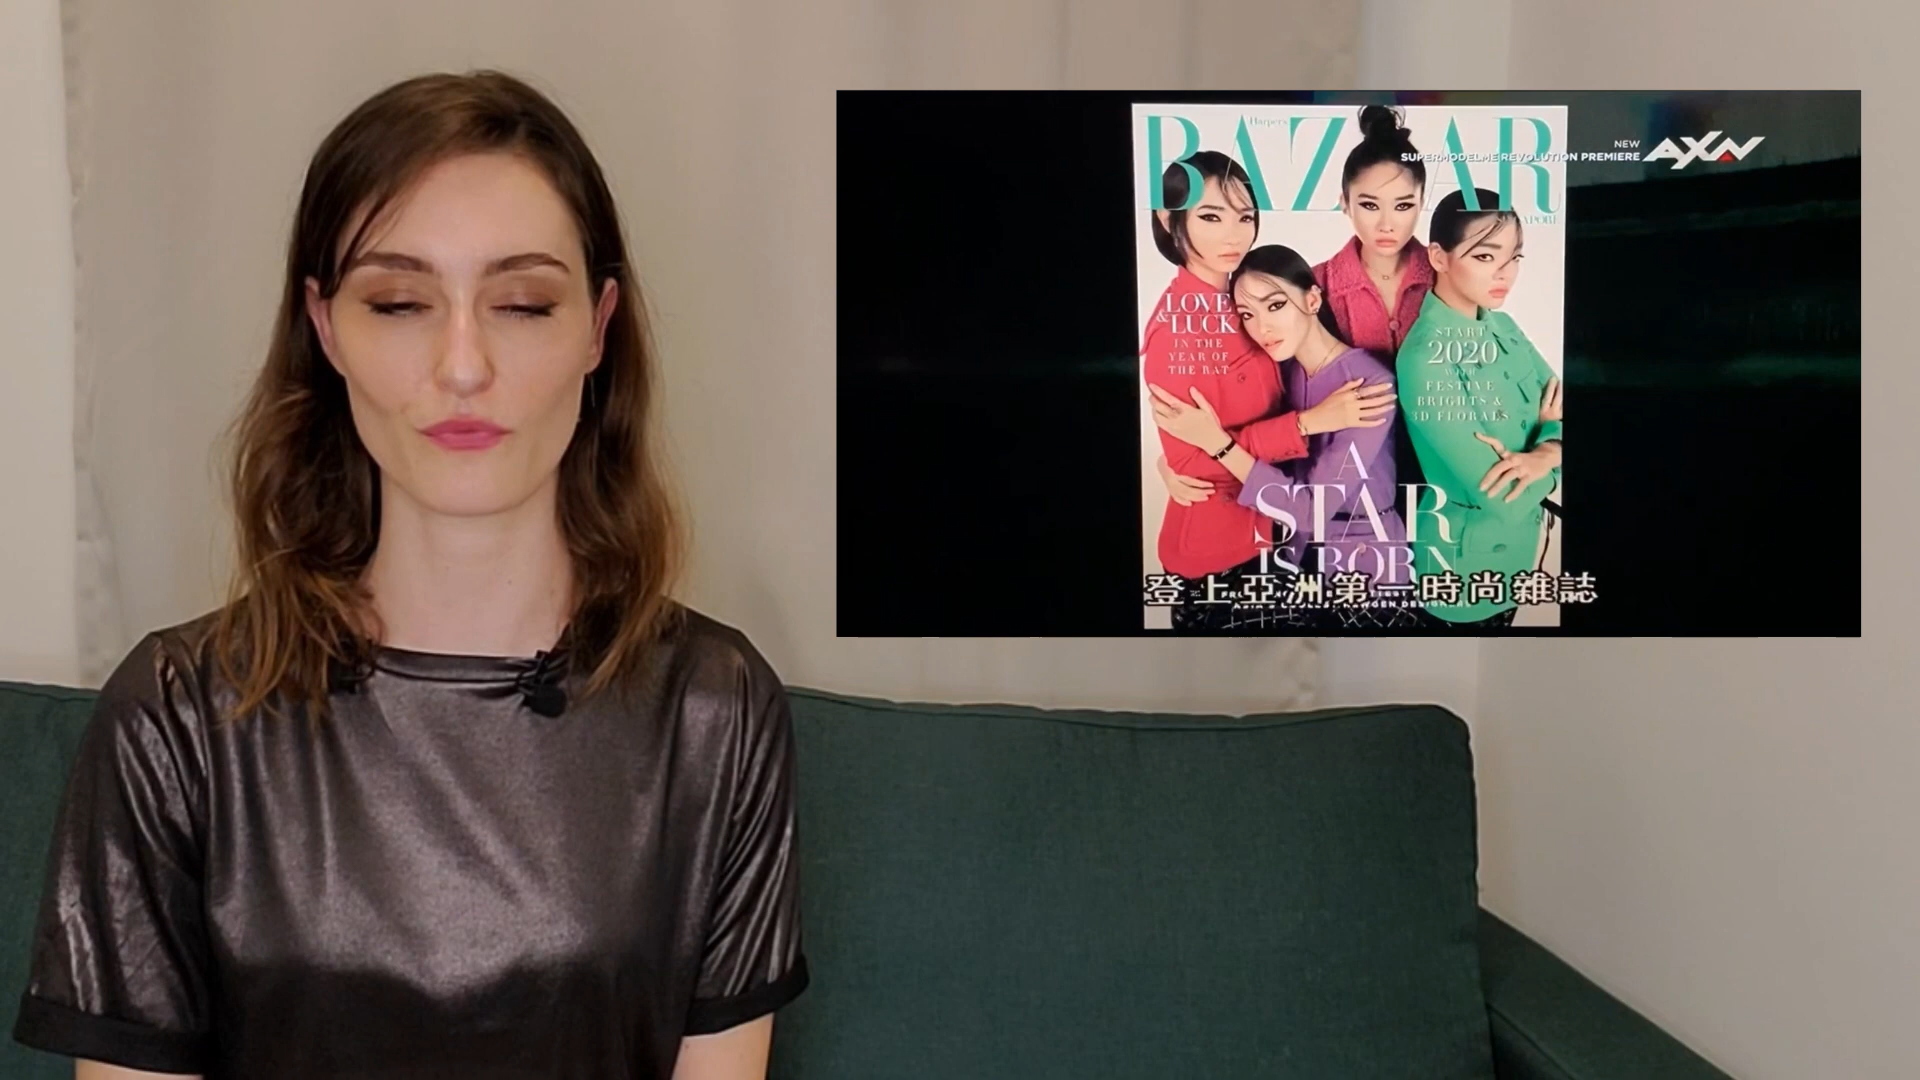 Harper's
BAZAAR
SINGAPORE
NEW
SUPERMODELME REVOLUTION PREMIERE
AXN
LOVE
& LUCK
IN THE
YEAR OF
THE RAT
START
2020
WITH
FESTIVE
BRIGHTS &
3D FLORALS
A
STAR
IS BORN
登上亞洲第一時尚雜誌